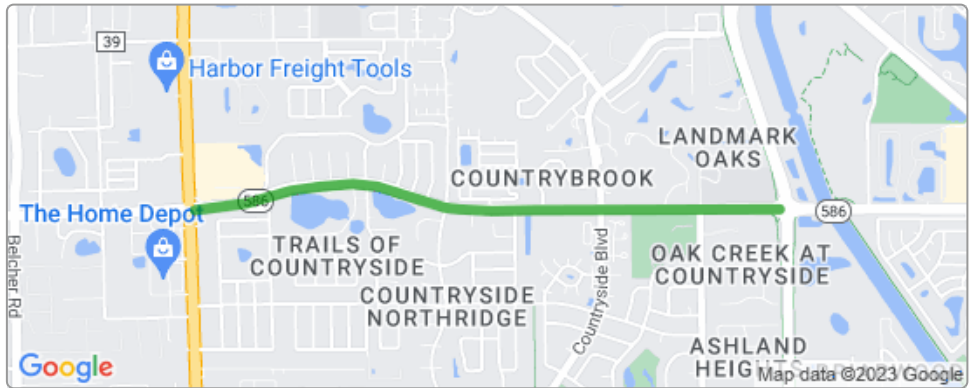 39
Harbor Freight Tools
LANDMARK
OAKS
COUNTRYBROOK
586
The Home Depot
586
Belcher Rd
TRAILS OF
COUNTRYSIDE
Countryside Blvd
OAK CREEK AT
COUNTRYSIDE
COUNTRYSIDE
NORTHRIDGE
ASHLAND
HEIGHTS
Google
Map data ©2023 Google